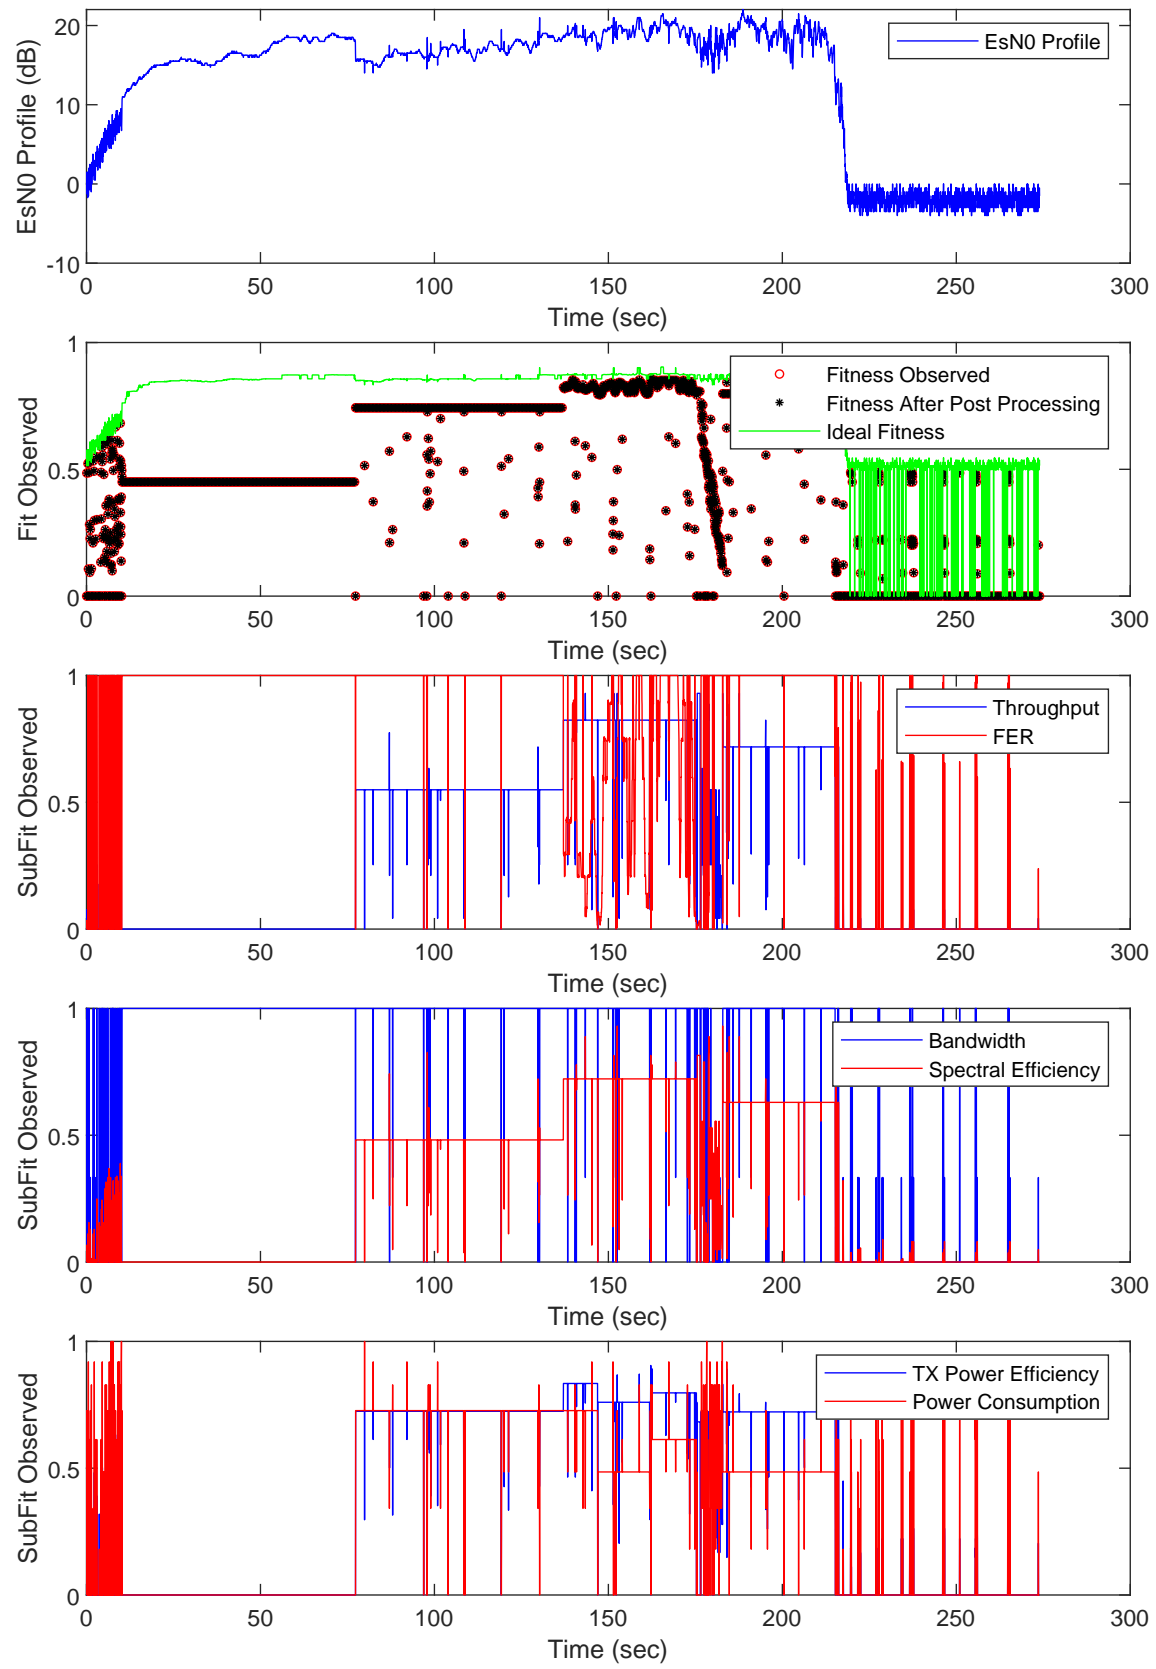 20
10
0
-10
EsN0 Profile (dB)
EsN0 Profile
0 50 100 150 200 250 300
Time (sec)
1
0.5
0
Fit Observed
Fitness Observed
Fitness After Post Processing
Ideal Fitness
0 50 100 150 200 250 300
Time (sec)
1
0.5
0
SubFit Observed
Throughput
FER
0 50 100 150 200 250 300
Time (sec)
1
0.5
0
SubFit Observed
Bandwidth
Spectral Efficiency
0 50 100 150 200 250 300
Time (sec)
1
0.5
0
SubFit Observed
TX Power Efficiency
Power Consumption
0 50 100 150 200 250 300
Time (sec)